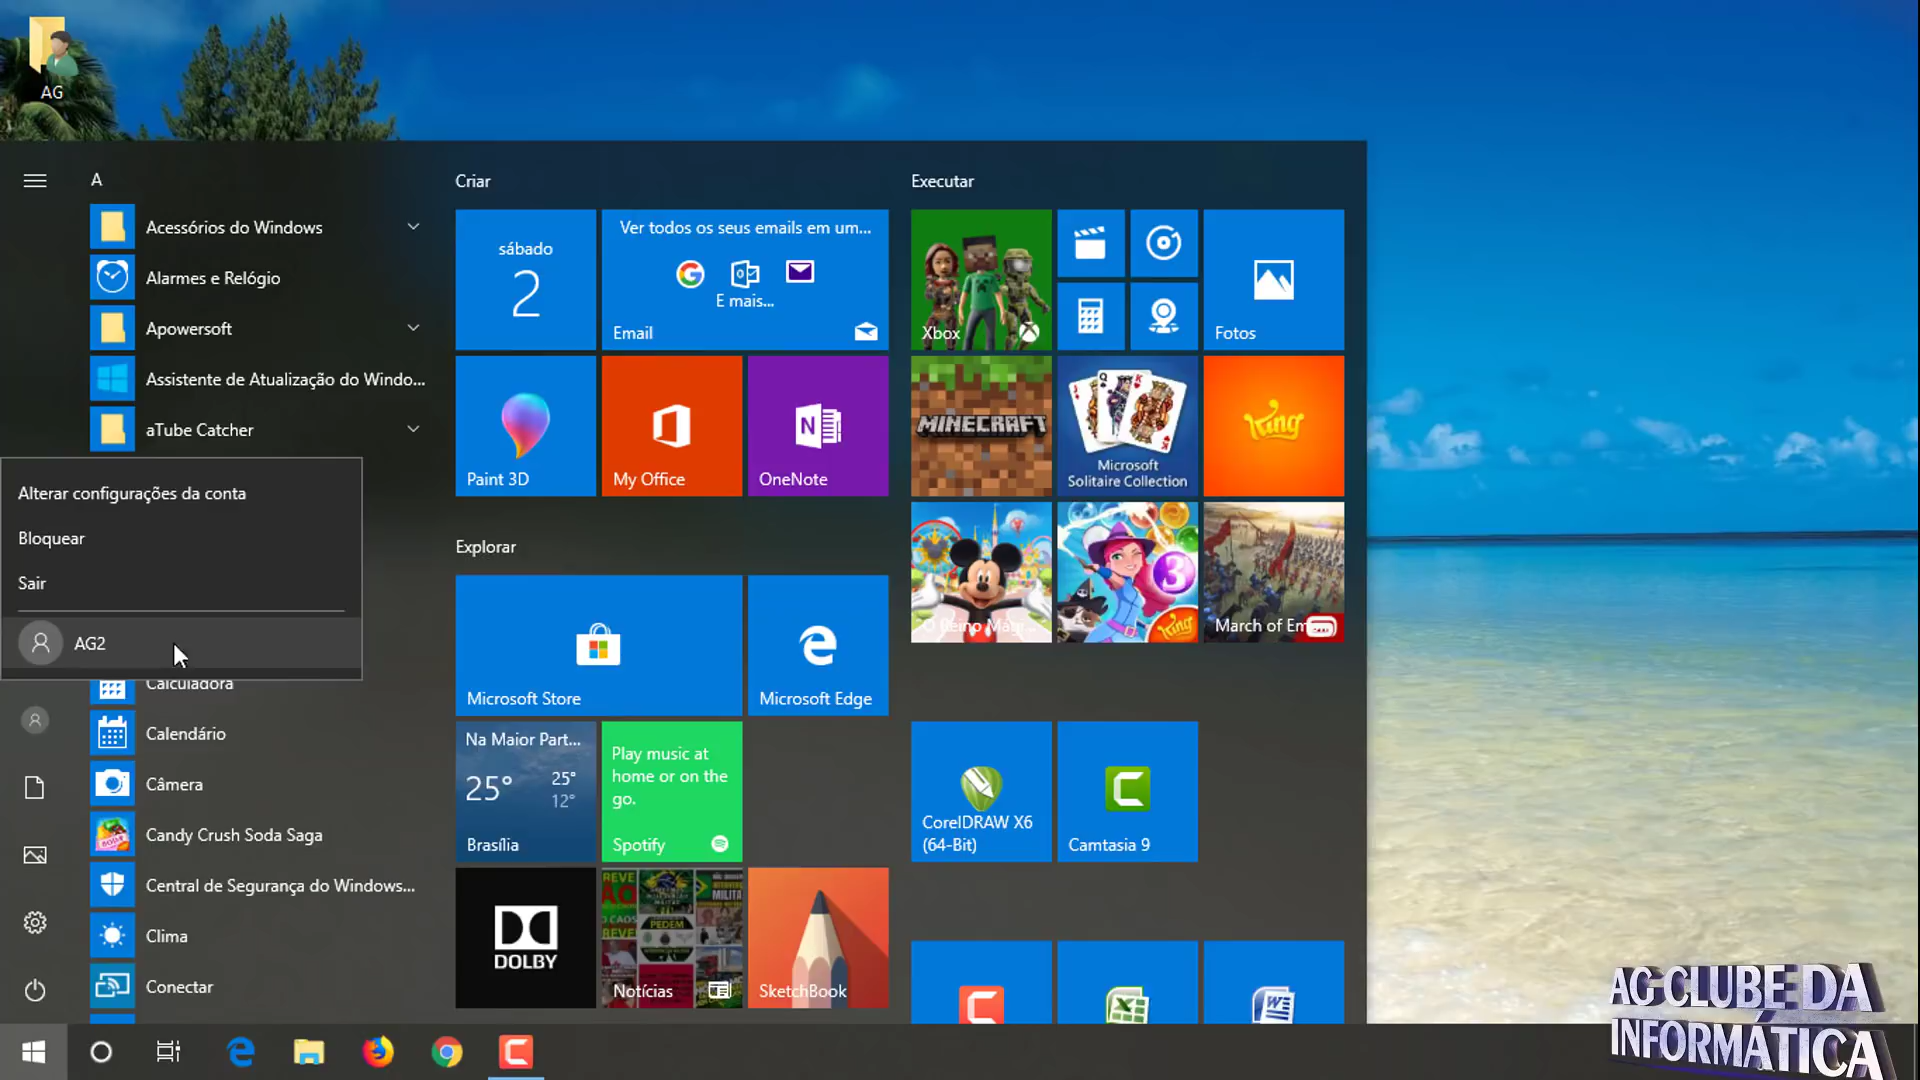 AG
A
Acessórios do Windows
Alarmes e Relógio
Apowersoft
Assistente de Atualização do Windo...
aTube Catcher
Alterar configurações da conta
Bloquear
Sair
AG2
Calculadora
Calendário
Câmera
Candy Crush Soda Saga
Central de Segurança do Windows...
Clima
Conectar
Criar
sábado
2
Ver todos os seus emails em um...
E mais...
Email
Paint 3D
My Office
OneNote
Explorar
Microsoft Store
Microsoft Edge
Na Maior Part...
25°
25°
12°
Brasília
Play music at
home or on the
go.
Spotify
DOLBY
Notícias
SketchBook
Executar
Xbox
Fotos
MINECRAFT
Microsoft
Solitaire Collection
King
O Reino Mág...
3
King
March of Em
CorelDRAW X6
(64-Bit)
Camtasia 9
AG CLUBE DA
INFORMÁTICA